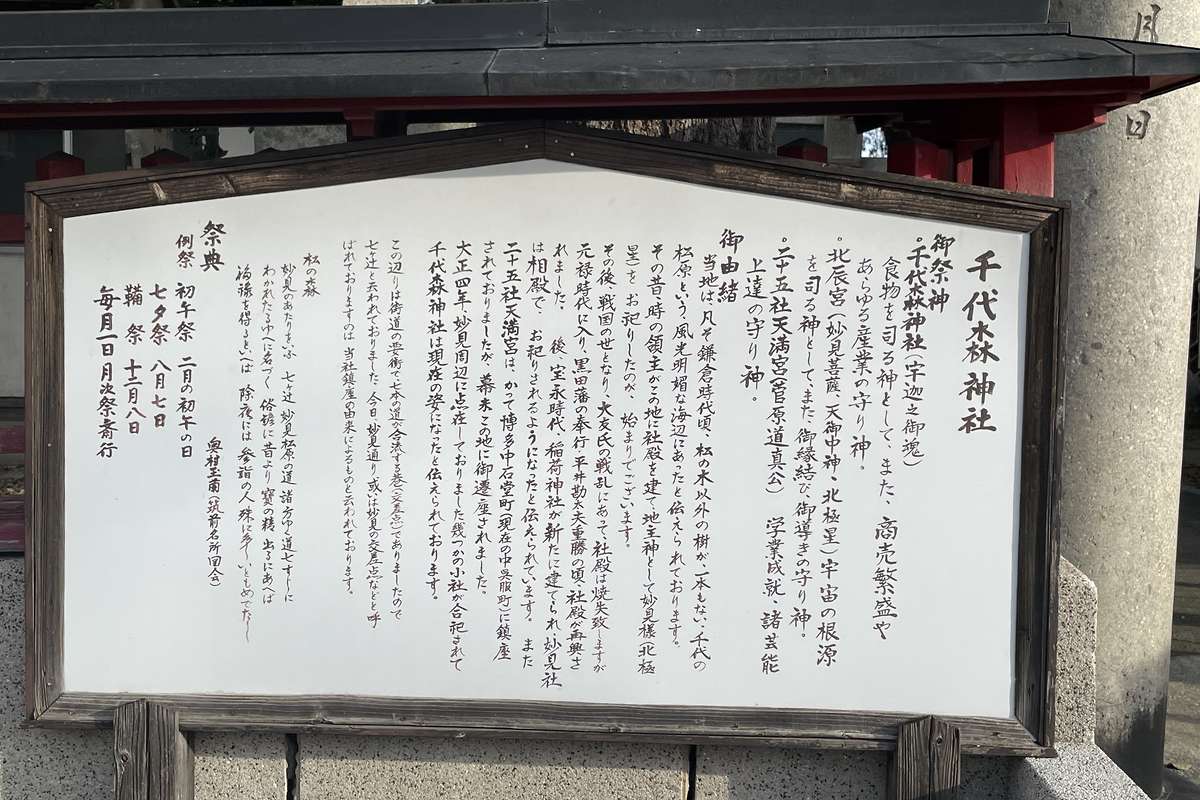 千代森神社
御祭神
。千代森神社(宇迦之御魂)
食物を司る神として、また、商売繁盛や
あらゆる産業の守り神。
。北辰宮(妙見菩薩、天御中神、北極星)宇宙の根源
を司る神として、また御縁結び、御導きの守り神。
。二十五社天満宮(菅原道真公) 学業成就、諸芸能
上達の守り神。
御由緒
当地は、凡そ鎌倉時代頃、松の木以外の樹が、一本もない、千代の
松原という、風光明媚な海辺にあったと伝えられております。
その昔、時の領主がこの地に社殿を建て、地主神として妙見様(北極
星)を お祀りしたのが、始まりでございます。
その後、戦国の世となり、大友氏の戦乱にあって、社殿は焼失致しますが
元禄時代に入り、黒田藩の奉行・平井勘太夫重勝の頃、社殿が再興さ
れました。 後、宝永時代、稲荷神社が新たに建てられ、妙見社
は相殿で、お祀りされるようになたと伝えられています。また
二十五社天満宮は、かって博多中石堂町(現在の中呉服町)に鎮座
されておりましたが、幕末この地に御遷座されました。
大正四年、妙見周辺に点在しておりました幾つかの小社が合祀されて
千代森神社は現在の姿になったと伝えられております。
この辺りは街道の要衝で七本の道が合流する巷(交差点)でありましたので
七ヶ辻と云われておりました、今日、妙見通り或いは妙見の交差点などと呼
ばれておりますのは、当社鎮座の由来によるものと云われております。
松の森
妙見のあたりをふ 七ヶ辻 妙見松原の道 諸方ゆく道七すじに
わかれたるゆへに名づく 俗諺に昔より 寶の精 出るにあへば
福禄を得るといへば 除夜には 参詣の人 殊に多く いともめでたし
奥村玉蘭(筑前名所図会)
祭典
例祭 初午祭 二月の初午の日
七夕祭 八月七日
鞴祭 十二月八日
毎月一日月次祭斎行
月
日